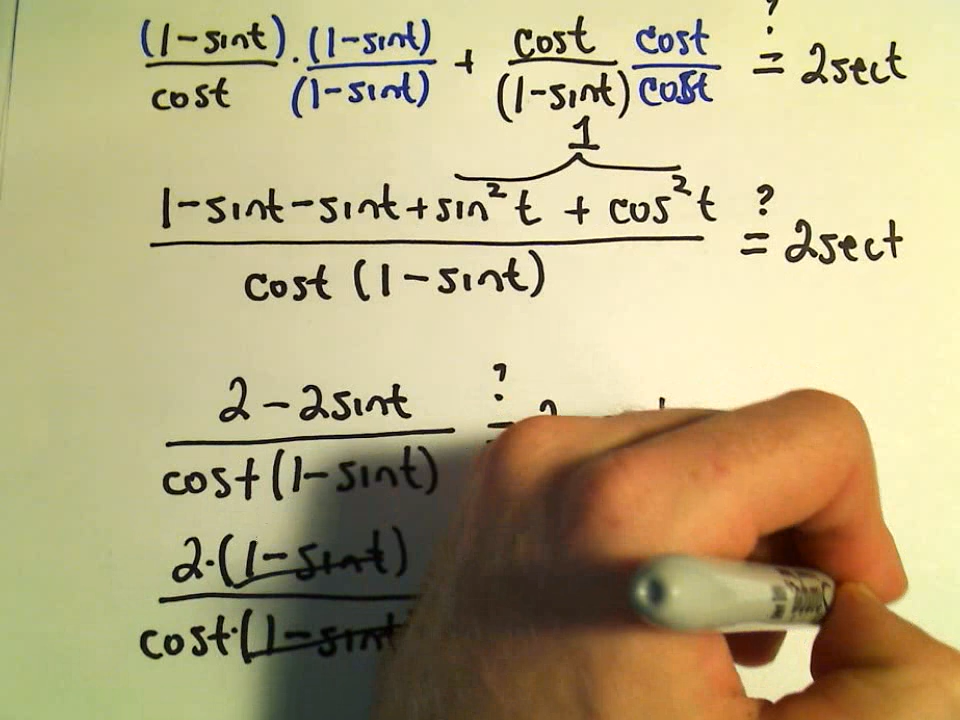 ?
(1-sint)/cost · (1-sint)/(1-sint) + cost/(1-sint) cost/cost = 2sect
1
?
(1-sint-sint+sin²t + cos²t)/(cost (1-sint)) = 2sect
?
(2-2sint)/(cost(1-sint)) = 2
2·(1-sint)/cost·(1-sint